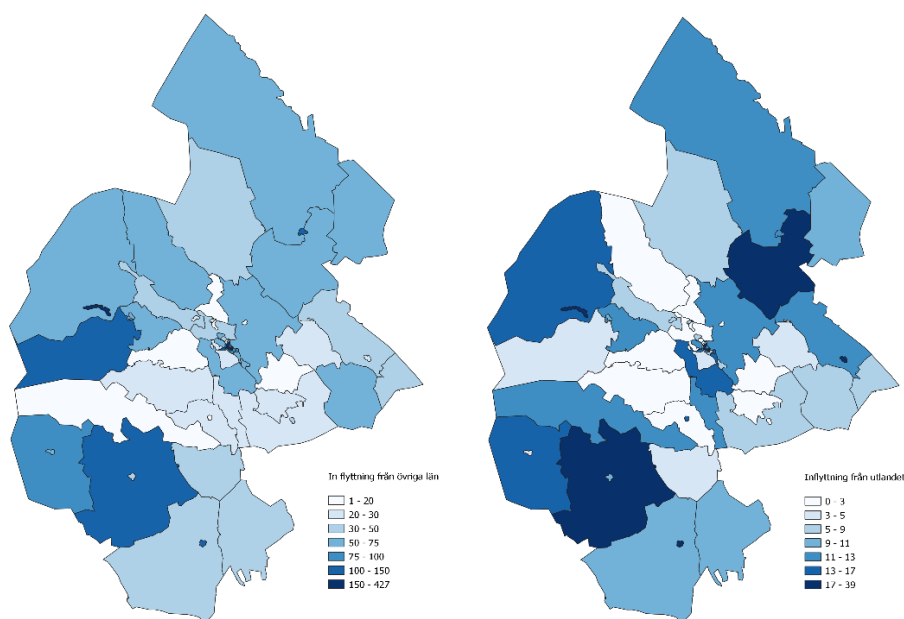 In flyttning från övriga län
1 - 20
20 - 30
30 - 50
50 - 75
75 - 100
100 - 150
150 - 427
Inflyttning från utlandet
0 - 3
3 - 5
5 - 9
9 - 11
11 - 13
13 - 17
17 - 39